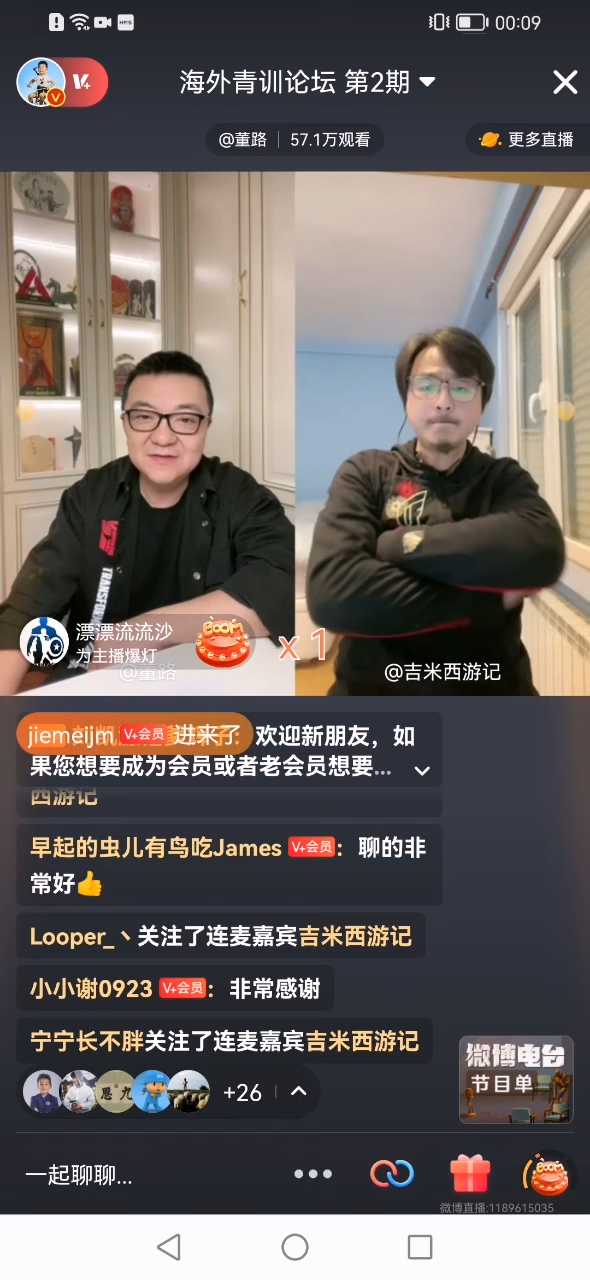 HMS
00:09
V+
V
海外青训论坛 第2期
@董路 57.1万观看
更多直播
TRANSFOR
漂漂流流沙
为主播爆灯
BOOM
x 1
@董路
@吉米西游记
jiemeijm V+会员 进来了
欢迎新朋友，如
果您想要成为会员或者老会员想要...
西游记
早起的虫儿有鸟吃James V+会员： 聊的非
常好👍
Looper_丶关注了连麦嘉宾吉米西游记
小小谢0923 V+会员： 非常感谢
宁宁长不胖关注了连麦嘉宾吉米西游记
思 九
+26
微博电台
节目单
一起聊聊...
BOOM
微博直播:1189615035